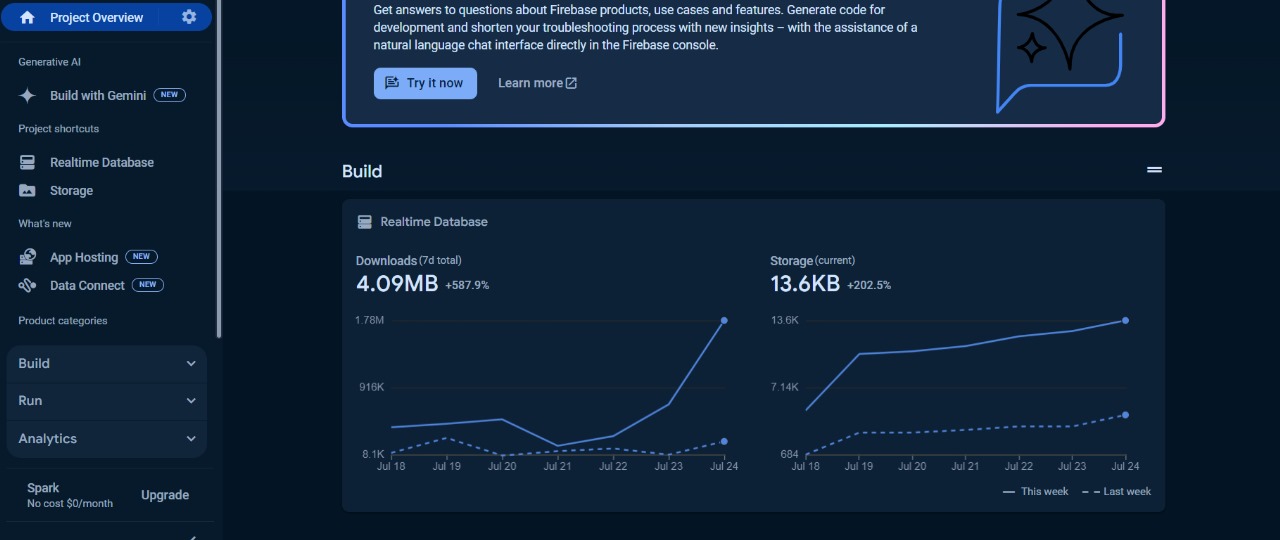 Project Overview
Generative AI
Build with Gemini NEW
Project shortcuts
Realtime Database
Storage
What's new
App Hosting NEW
Data Connect NEW
Product categories
Build
Run
Analytics
Spark
No cost $0/month
Upgrade
Get answers to questions about Firebase products, use cases and features. Generate code for
development and shorten your troubleshooting process with new insights – with the assistance of a
natural language chat interface directly in the Firebase console.
Try it now
Learn more
Build
Realtime Database
Downloads (7d total)
4.09MB +587.9%
1.78M
916K
8.1K
Jul 18 Jul 19 Jul 20 Jul 21 Jul 22 Jul 23 Jul 24
Storage (current)
13.6KB +202.5%
13.6K
7.14K
684
Jul 18 Jul 19 Jul 20 Jul 21 Jul 22 Jul 23 Jul 24
This week Last week